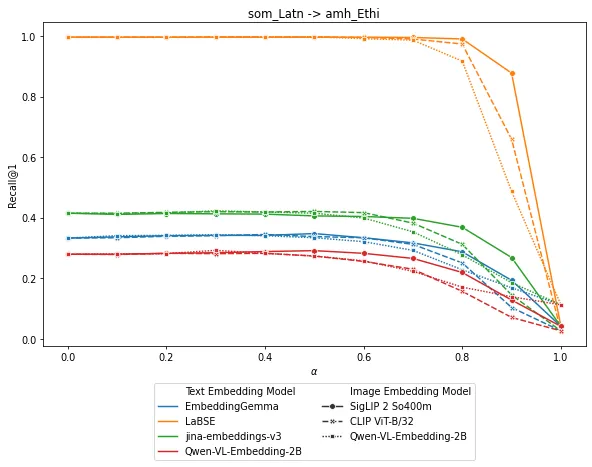 som_Latn -> amh_Ethi
1.0
0.8
0.6
0.4
0.2
0.0
Recall@1
0.0 0.2 0.4 0.6 0.8 1.0
α
Text Embedding Model Image Embedding Model
EmbeddingGemma SigLIP 2 So400m
LaBSE CLIP ViT-B/32
jina-embeddings-v3 Qwen-VL-Embedding-2B
Qwen-VL-Embedding-2B